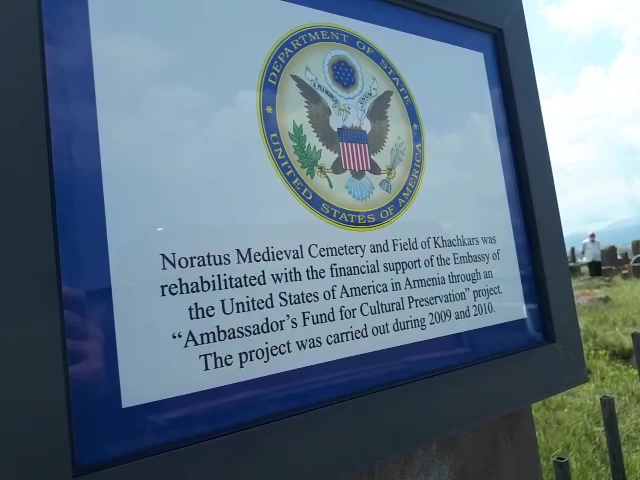 DEPARTMENT OF STATE
UNITED STATES OF AMERICA
Noratus Medieval Cemetery and Field of Khachkars was
rehabilitated with the financial support of the Embassy of
the United States of America in Armenia through an
“Ambassador’s Fund for Cultural Preservation” project.
The project was carried out during 2009 and 2010.